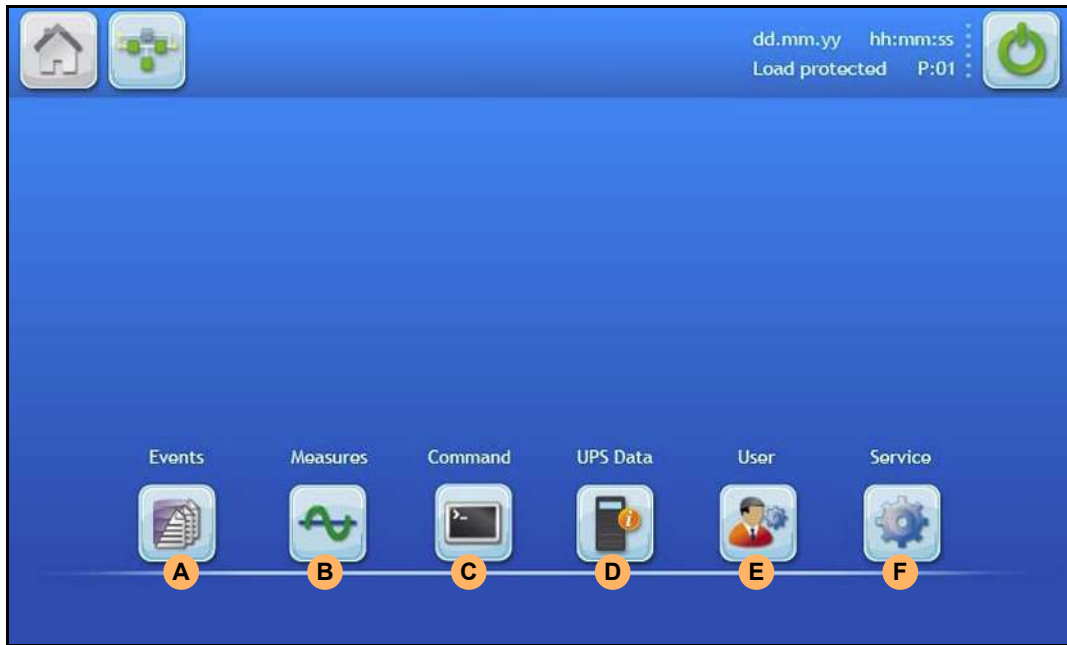 dd.mm.yy hh:mm:ss
Load protected P:01
Events Measures Command UPS Data User Service
>-
i
A B C D E F